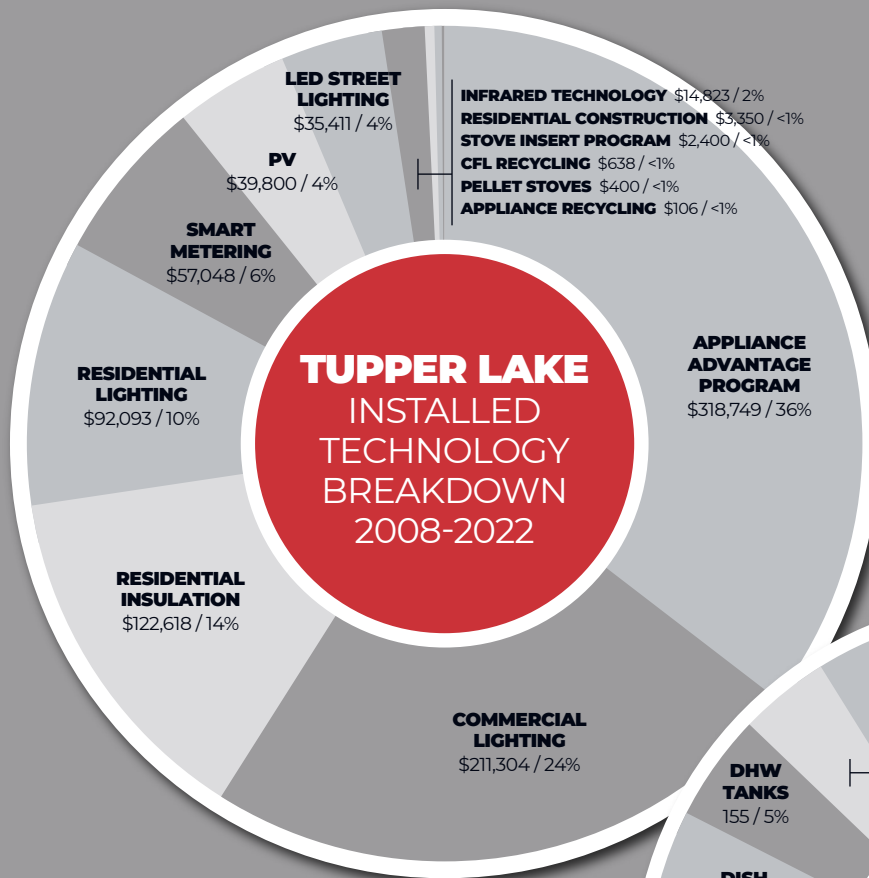 LED STREET
LIGHTING
$35,411 / 4%
PV
$39,800 / 4%
SMART
METERING
$57,048 / 6%
RESIDENTIAL
LIGHTING
$92,093 / 10%
RESIDENTIAL
INSULATION
$122,618 / 14%
INFRARED TECHNOLOGY $14,823 / 2%
RESIDENTIAL CONSTRUCTION $3,350 / <1%
STOVE INSERT PROGRAM $2,400 / <1%
CFL RECYCLING $638 / <1%
PELLET STOVES $400 / <1%
APPLIANCE RECYCLING $106 / <1%
APPLIANCE
ADVANTAGE
PROGRAM
$318,749 / 36%
TUPPER LAKE
INSTALLED
TECHNOLOGY
BREAKDOWN
2008-2022
COMMERCIAL
LIGHTING
$211,304 / 24%
DHW
TANKS
155 / 5%
DISH